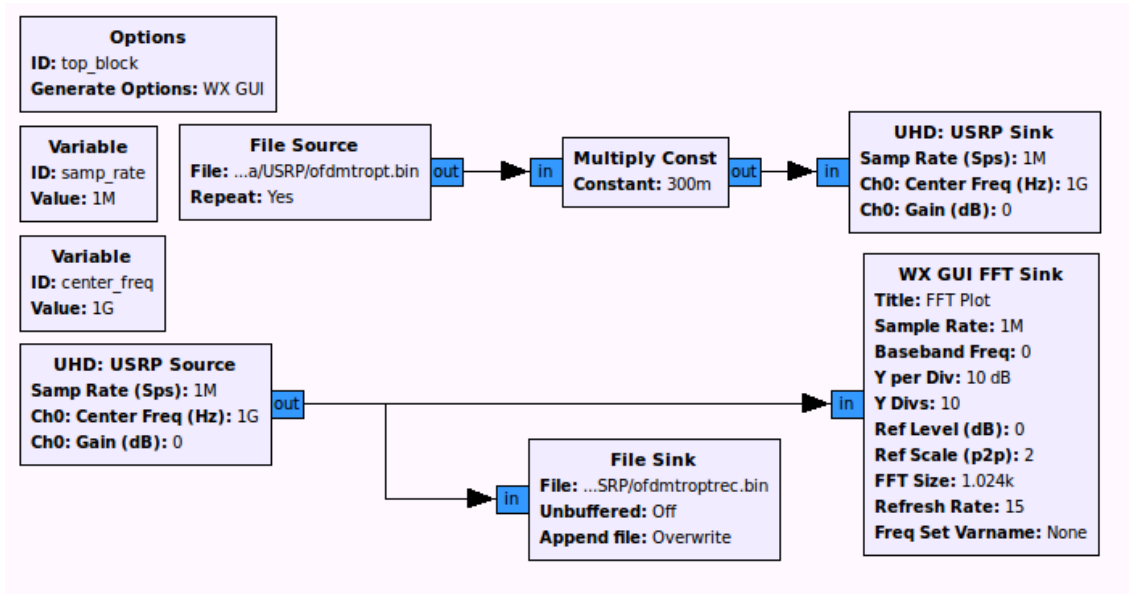 Options
ID: top_block
Generate Options: WX GUI
Variable
ID: samp_rate
Value: 1M
File Source
File: ...a/USRP/ofdmtropt.bin
Repeat: Yes
out
in
Multiply Const
Constant: 300m
out
in
UHD: USRP Sink
Samp Rate (Sps): 1M
Ch0: Center Freq (Hz): 1G
Ch0: Gain (dB): 0
Variable
ID: center_freq
Value: 1G
UHD: USRP Source
Samp Rate (Sps): 1M
Ch0: Center Freq (Hz): 1G
Ch0: Gain (dB): 0
out
in
WX GUI FFT Sink
Title: FFT Plot
Sample Rate: 1M
Baseband Freq: 0
Y per Div: 10 dB
Y Divs: 10
Ref Level (dB): 0
Ref Scale (p2p): 2
FFT Size: 1.024k
Refresh Rate: 15
Freq Set Varname: None
in
File Sink
File: ...SRP/ofdmtroptrec.bin
Unbuffered: Off
Append file: Overwrite